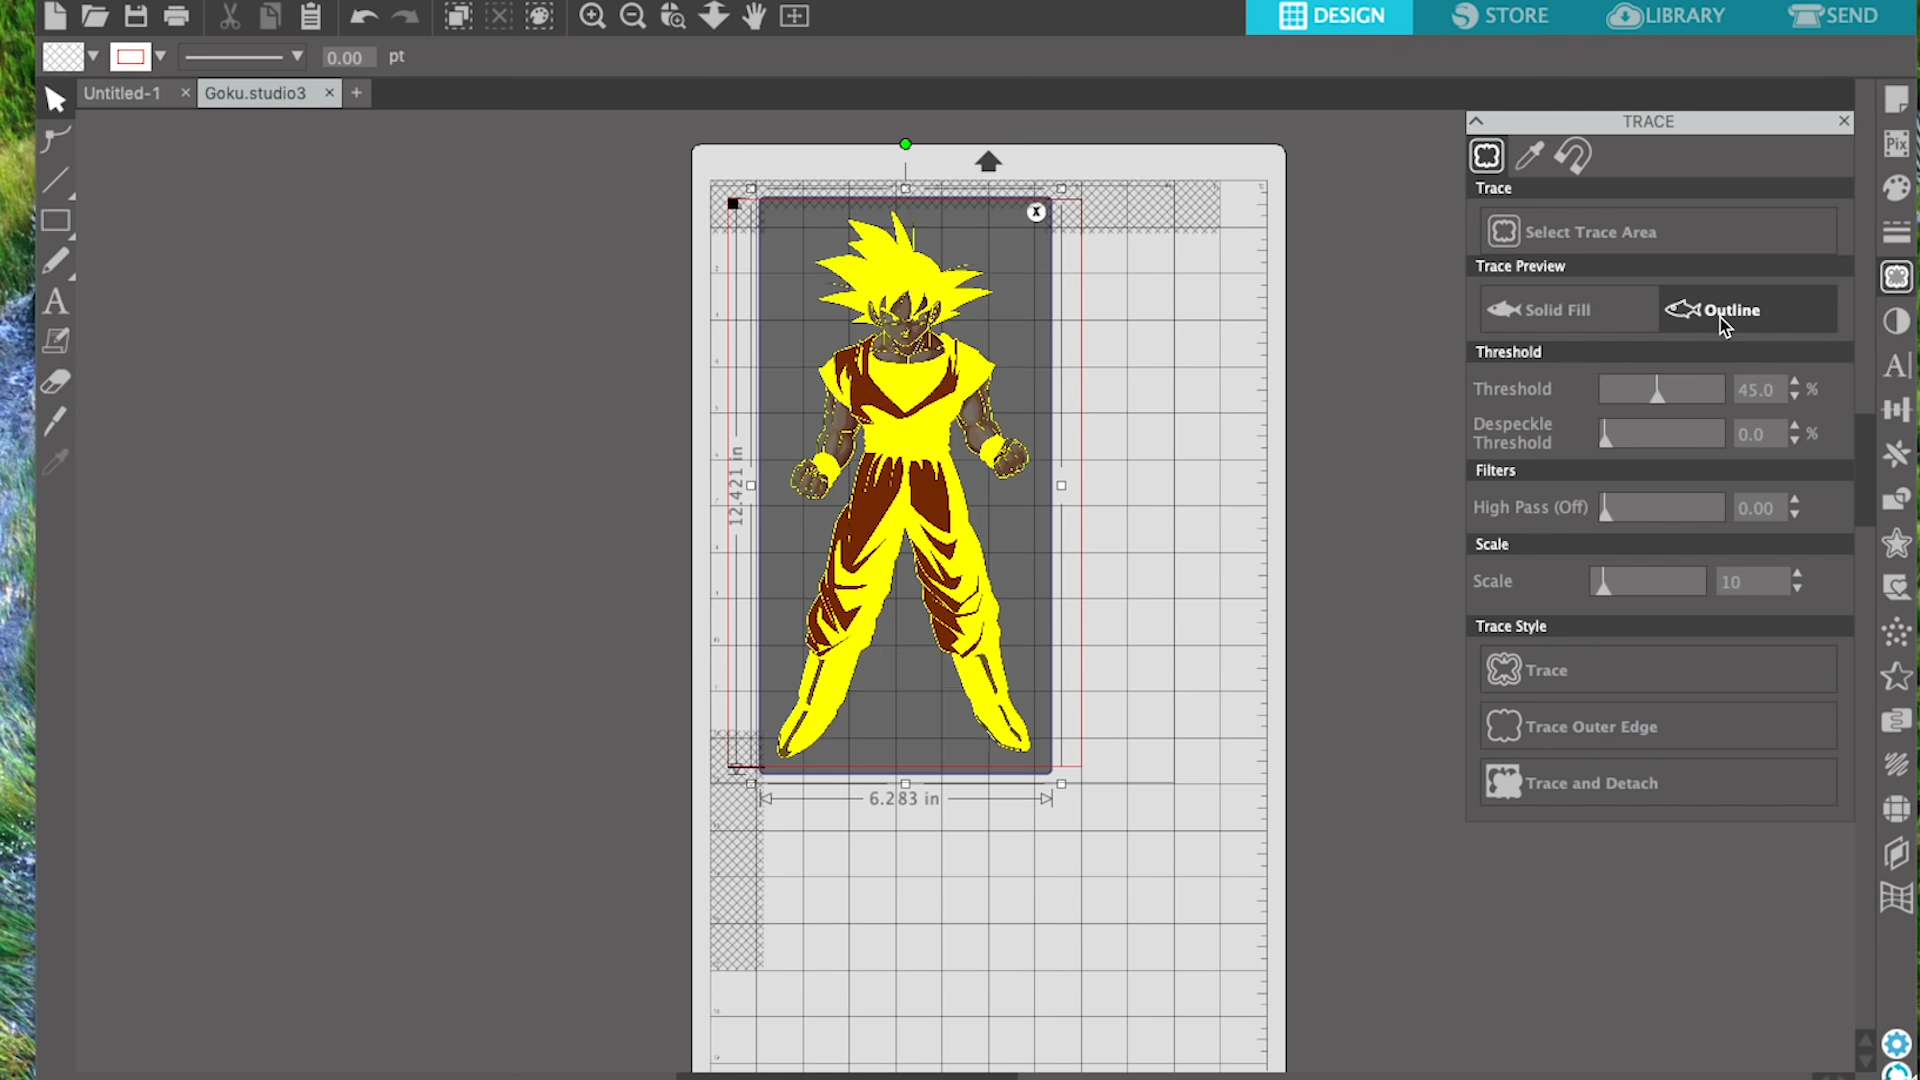 DESIGN
STORE
LIBRARY
SEND
0.00 pt
Untitled-1
Goku.studio3
TRACE
Pix
Trace
Select Trace Area
Trace Preview
Solid Fill
Outline
Threshold
Threshold 45.0 %
Despeckle
Threshold 0.0 %
Filters
High Pass (Off) 0.00
Scale
Scale 10
Trace Style
Trace
Trace Outer Edge
Trace and Detach
12.421 in
6.283 in